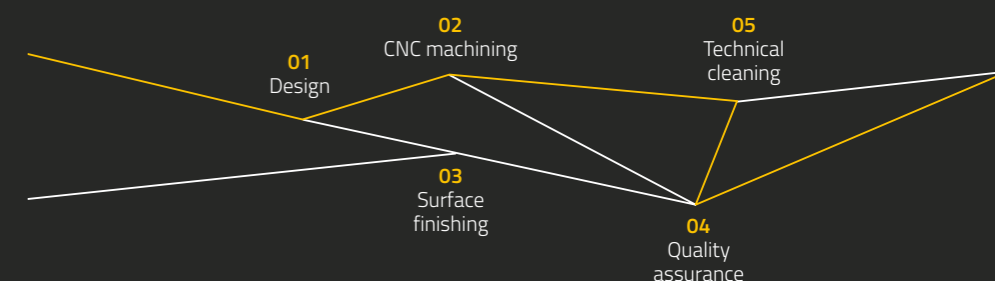 01
Design
02
CNC machining
03
Surface
finishing
04
Quality
assurance
05
Technical
cleaning